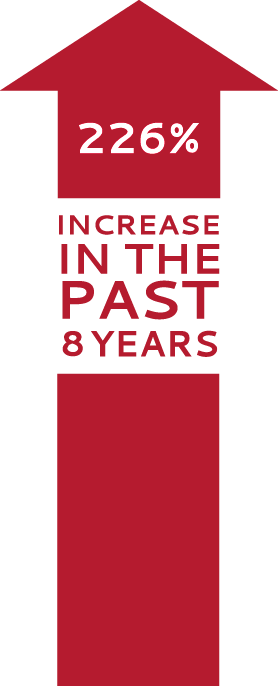 226%
INCREASE
IN THE
PAST
8 YEARS